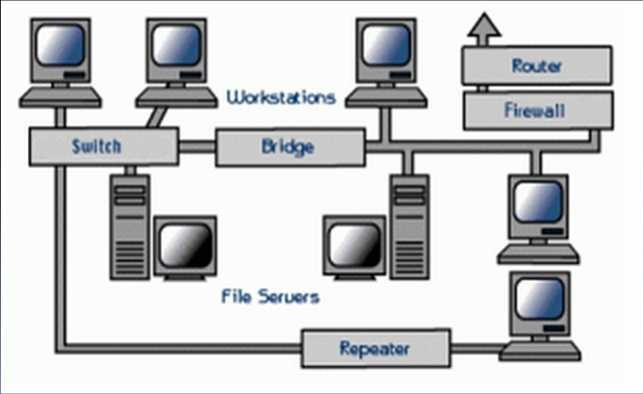 Router
Workstations
Firewall
Switch
Bridge
File Servers
Repeater